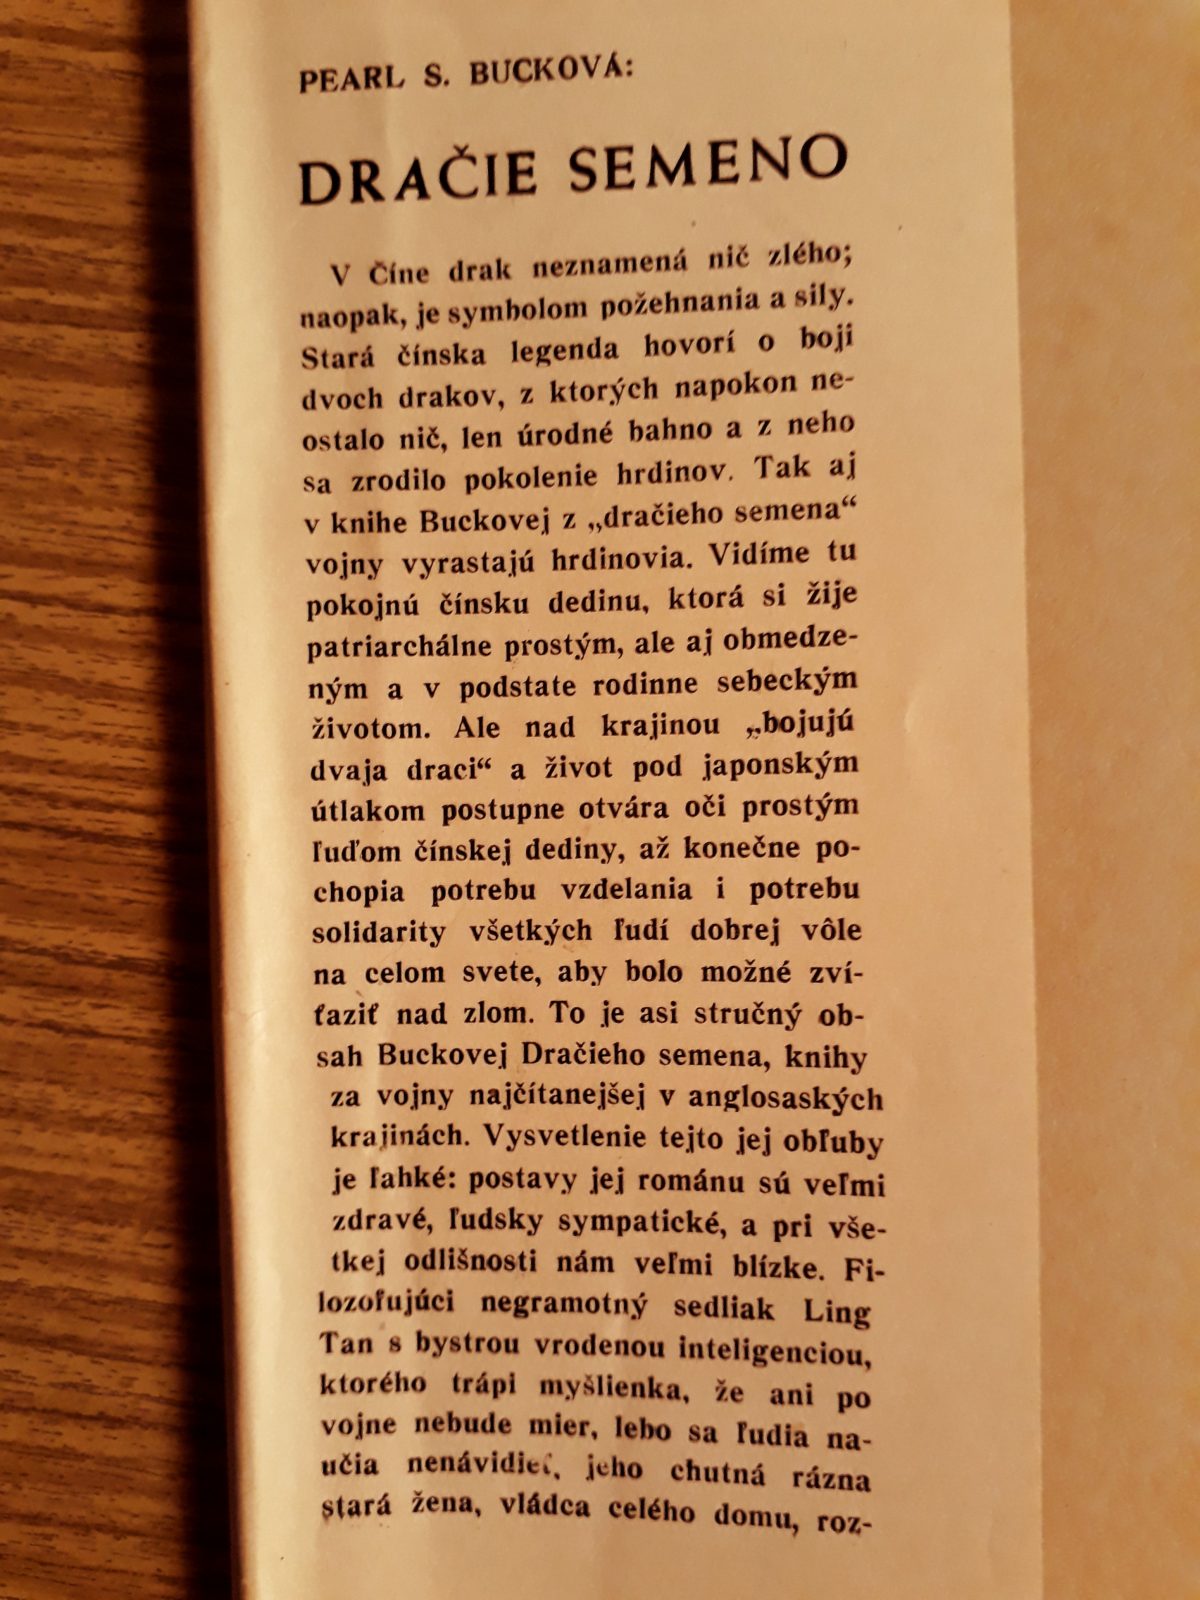 PEARL S. BUCKOVÁ:
DRAČIE SEMENO
V Číne drak neznamená nič zlého;
naopak, je symbolom požehnania a sily.
Stará čínska legenda hovorí o boji
dvoch drakov, z ktorých napokon ne-
ostalo nič, len úrodné bahno a z neho
sa zrodilo pokolenie hrdinov. Tak aj
v knihe Buckovej z „dračieho semena“
vojny vyrastajú hrdinovia. Vidíme tu
pokojnú čínsku dedinu, ktorá si žije
patriarchálne prostým, ale aj obmedze-
ným a v podstate rodinne sebeckým
životom. Ale nad krajinou „bojujú
dvaja draci“ a život pod japonským
útlakom postupne otvára oči prostým
ľuďom čínskej dediny, až konečne po-
chopia potrebu vzdelania i potrebu
solidarity všetkých ľudí dobrej vôle
na celom svete, aby bolo možné zví-
ťaziť nad zlom. To je asi stručný ob-
sah Buckovej Dračieho semena, knihy
za vojny najčítanejšej v anglosaských
krajinách. Vysvetlenie tejto jej obľuby
je ľahké: postavy jej románu sú veľmi
zdravé, ľudsky sympatické, a pri vše-
tkej odlišnosti nám veľmi blízke. Fi-
lozofujúci negramotný sedliak Ling
Tan s bystrou vrodenou inteligenciou,
ktorého trápi myšlienka, že ani po
vojne nebude mier, lebo sa ľudia na-
učia nenávidieť, jeho chutná rázna
stará žena, vládca celého domu, roz-